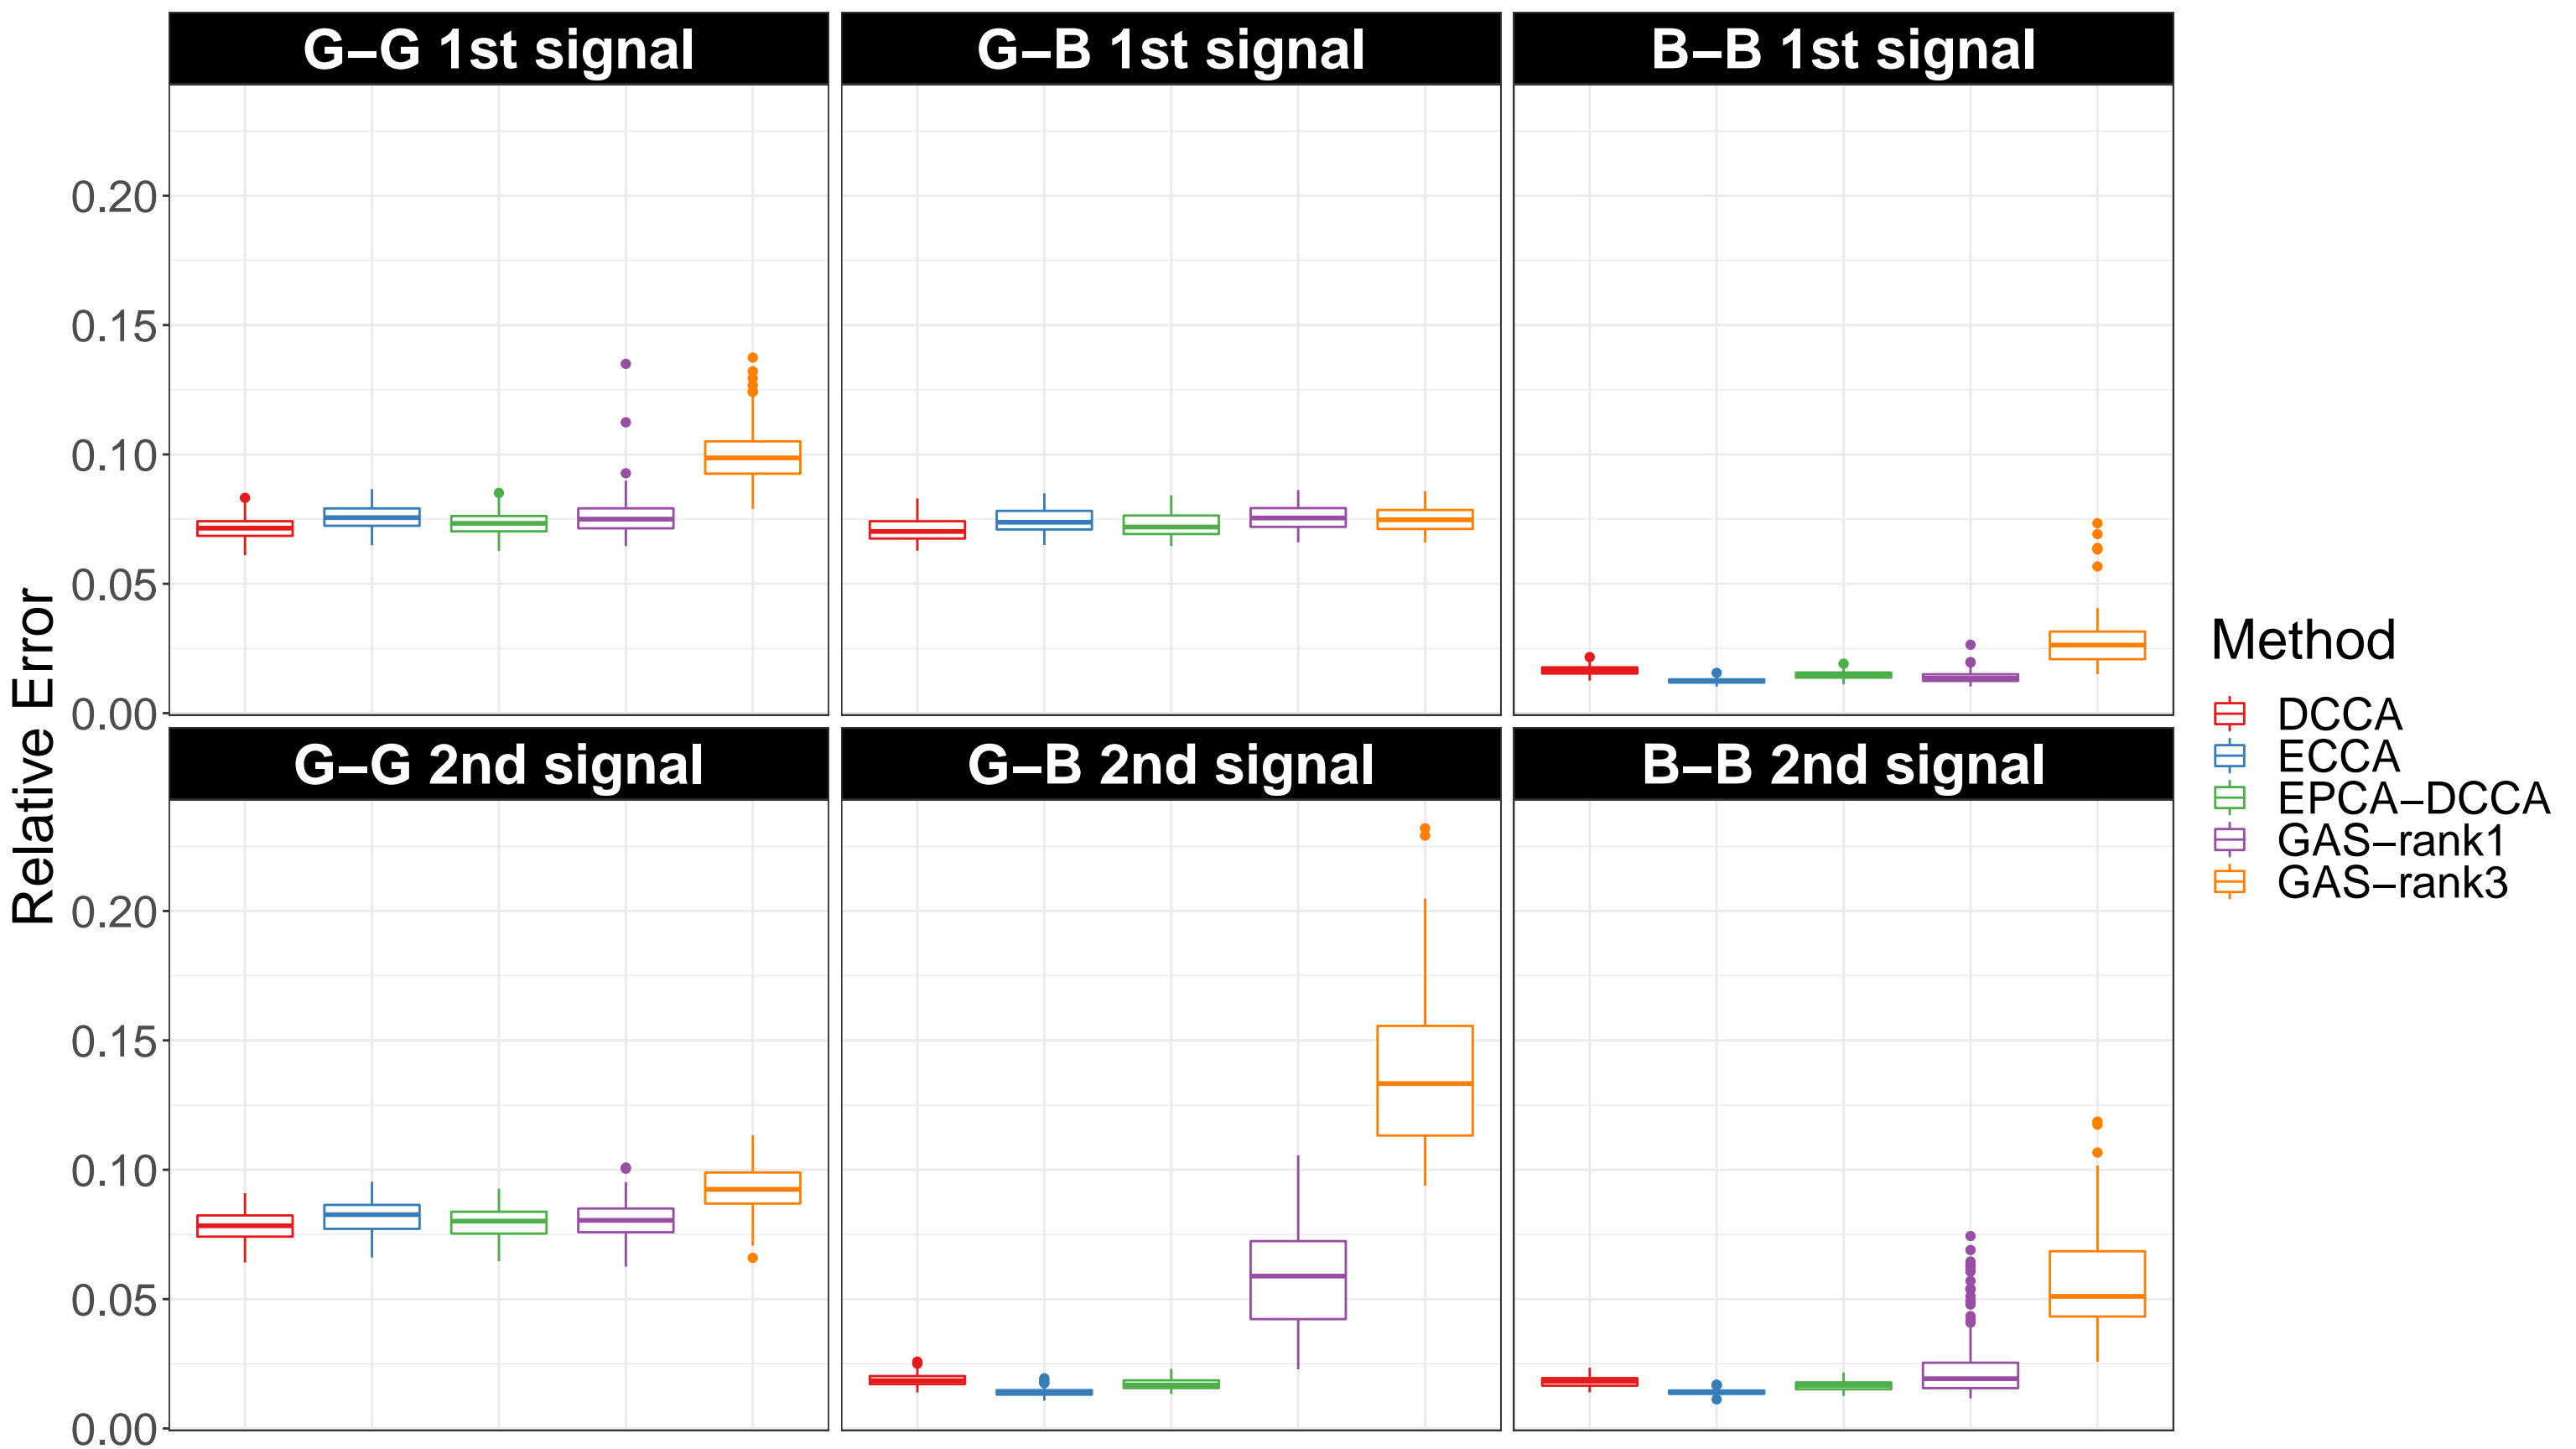 G–G 1st signal
G–B 1st signal
B–B 1st signal
0.20
0.15
0.10
0.05
0.00
G–G 2nd signal
G–B 2nd signal
B–B 2nd signal
0.20
0.15
0.10
0.05
0.00
Relative Error
Method
DCCA
ECCA
EPCA–DCCA
GAS–rank1
GAS–rank3